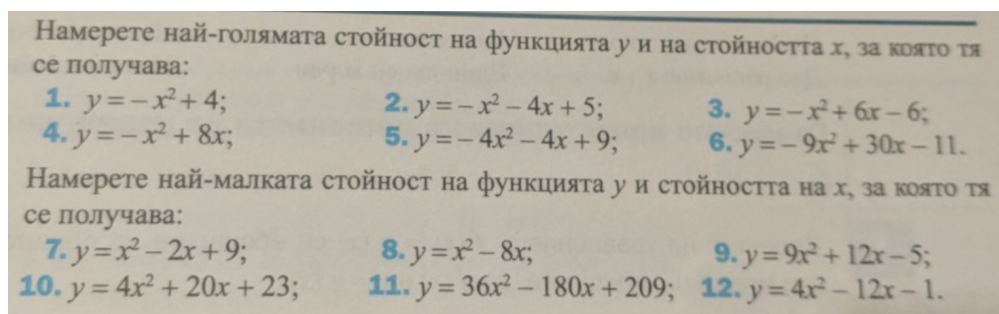 Намерете най-голямата стойност на функцията y и на стойността x, за която тя
се получава:
1. y = – x² + 4; 2. y = – x² – 4x + 5; 3. y = – x² + 6x – 6;
4. y = – x² + 8x; 5. y = – 4x² – 4x + 9; 6. y = – 9x² + 30x – 11.
Намерете най-малката стойност на функцията y и стойността на x, за която тя
се получава:
7. y = x² – 2x + 9; 8. y = x² – 8x; 9. y = 9x² + 12x – 5;
10. y = 4x² + 20x + 23; 11. y = 36x² – 180x + 209; 12. y = 4x² – 12x – 1.